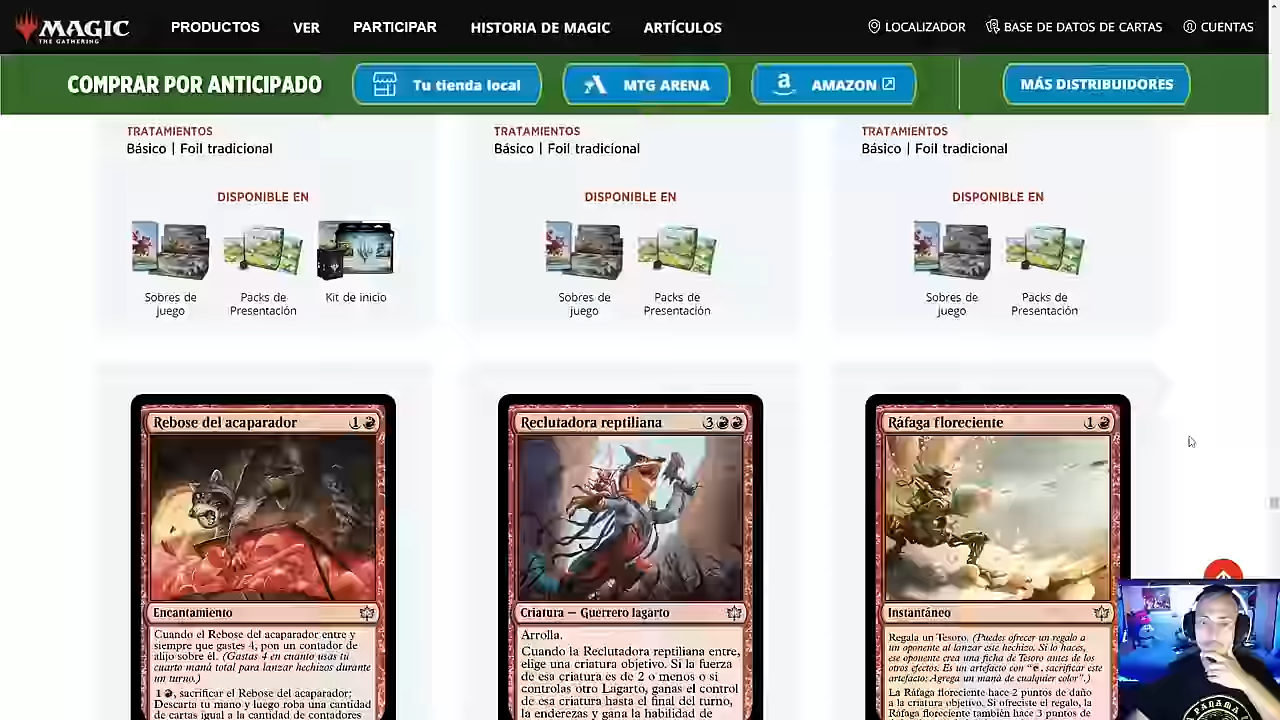 MAGIC
THE GATHERING
PRODUCTOS
VER
PARTICIPAR
HISTORIA DE MAGIC
ARTÍCULOS
LOCALIZADOR
BASE DE DATOS DE CARTAS
CUENTAS
COMPRAR POR ANTICIPADO
Tu tienda local
MTG ARENA
AMAZON
MÁS DISTRIBUIDORES
TRATAMIENTOS
Básico | Foil tradicional
DISPONIBLE EN
Sobres de
juego
Packs de
Presentación
Kit de inicio
TRATAMIENTOS
Básico | Foil tradicional
DISPONIBLE EN
Sobres de
juego
Packs de
Presentación
TRATAMIENTOS
Básico | Foil tradicional
DISPONIBLE EN
Sobres de
juego
Packs de
Presentación
Rebose del acaparador 1
Encantamiento
Cuando el Rebose del acaparador entre y
siempre que gastes 4, pon un contador de
alijo sobre él. (Gastas 4 en cuanto usas tu
cuarto maná total para lanzar hechizos durante
un turno.)
1, sacrificar el Rebose del acaparador:
Descarta tu mano y luego roba una cantidad
de cartas igual a la cantidad de contadores
Reclutadora reptiliana 3
Criatura — Guerrero lagarto
Arrolla.
Cuando la Reclutadora reptiliana entre,
elige una criatura objetivo. Si la fuerza
de esa criatura es de 2 o menos o si
controlas otro Lagarto, ganas el control
de esa criatura hasta el final del turno,
la enderezas y gana la habilidad de
Ráfaga floreciente 1
Instantáneo
Regala un Tesoro. (Puedes ofrecer un regalo a
un oponente al lanzar este hechizo. Si lo haces,
ese oponente crea una ficha de Tesoro antes de los
otros efectos. Es un artefacto con “, sacrificar este
artefacto: Agrega un maná de cualquier color”.)
La Ráfaga floreciente hace 2 puntos de daño
a la criatura objetivo. Si ofreciste el regalo, la
Ráfaga floreciente también hace 3 puntos de
PANAMA